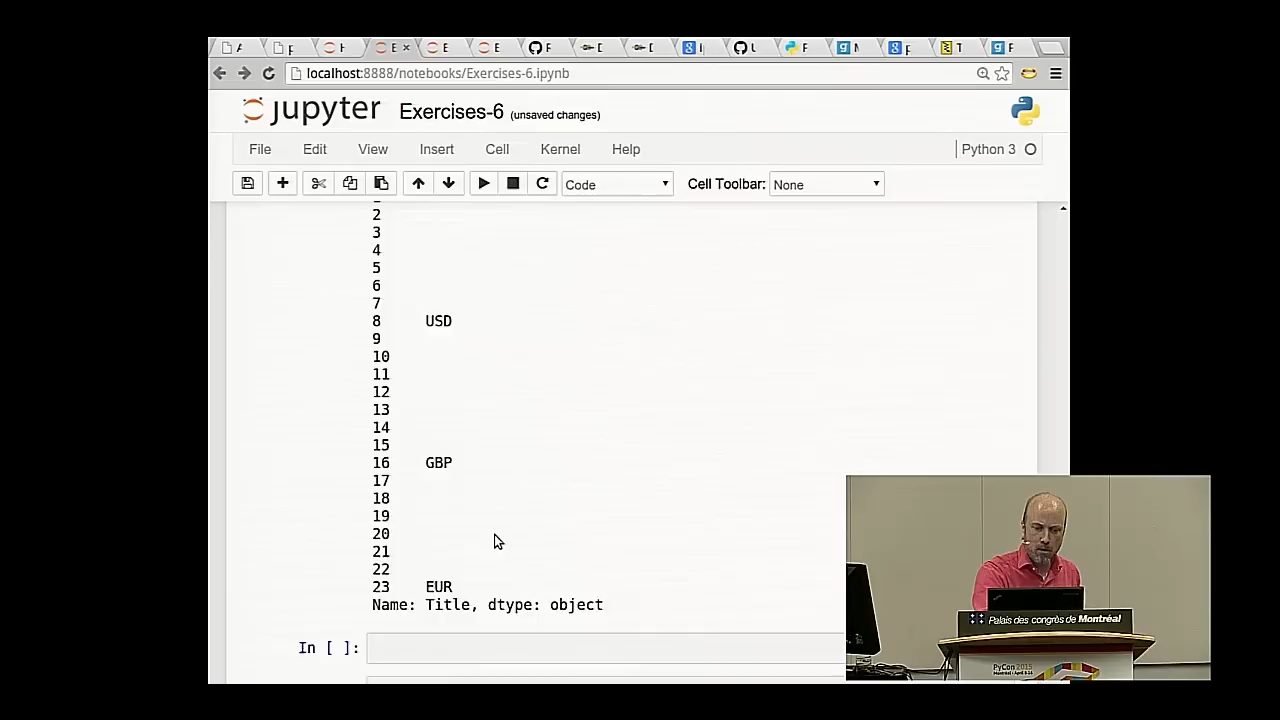 localhost:8888/notebooks/Exercises-6.ipynb
jupyter Exercises-6 (unsaved changes)
File Edit View Insert Cell Kernel Help Python 3
Code Cell Toolbar: None
2
3
4
5
6
7
8 USD
9
10
11
12
13
14
15
16 GBP
17
18
19
20
21
22
23 EUR
Name: Title, dtype: object
In [ ]:
Palais des congrès de Montréal
PyCon 2015